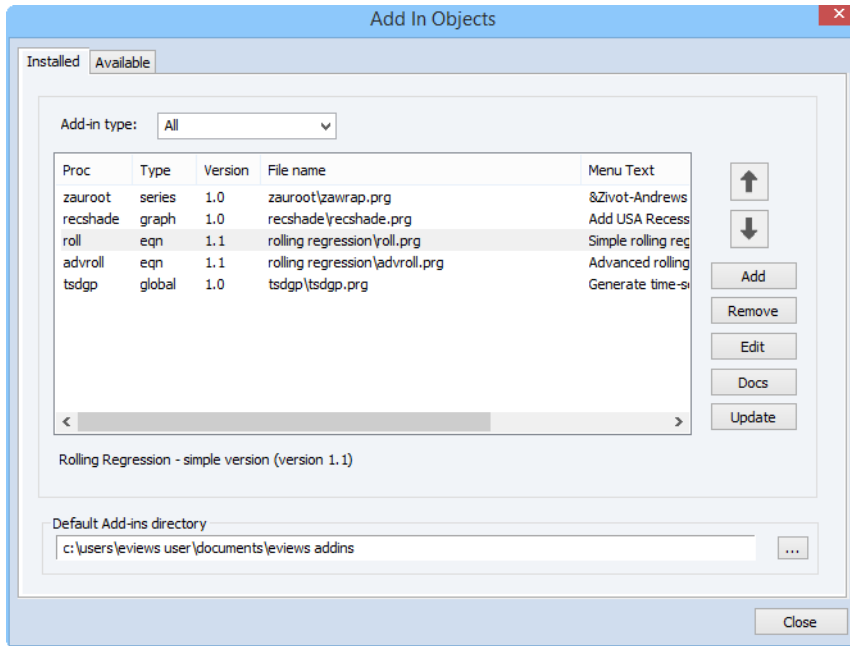 Add In Objects
Installed Available
Add-in type: All
Proc Type Version File name Menu Text
zauroot series 1.0 zauroot\zawrap.prg &Zivot-Andrews
recshade graph 1.0 recshade\recshade.prg Add USA Recess
roll eqn 1.1 rolling regression\roll.prg Simple rolling reg
advroll eqn 1.1 rolling regression\advroll.prg Advanced rolling
tsdgp global 1.0 tsdgp\tsdgp.prg Generate time-s
Add
Remove
Edit
Docs
Update
Rolling Regression - simple version (version 1.1)
Default Add-ins directory
c:\users\eviews user\documents\eviews addins ...
Close